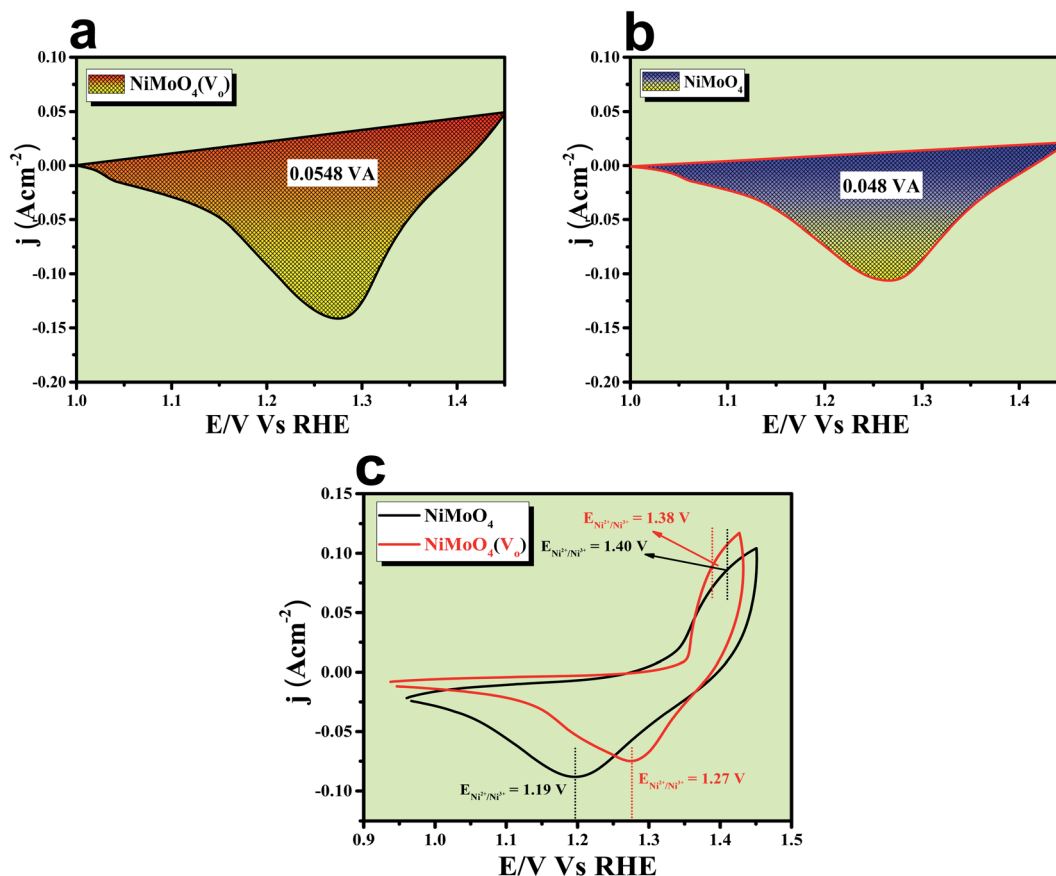 a
NiMoO₄(Vₒ)
0.0548 VA
0.10
0.05
0.00
-0.05
-0.10
-0.15
-0.20
j (Acm⁻²)
1.0 1.1 1.2 1.3 1.4
E/V Vs RHE
b
NiMoO₄
0.048 VA
0.10
0.05
0.00
-0.05
-0.10
-0.15
-0.20
j (Acm⁻²)
1.0 1.1 1.2 1.3 1.4
E/V Vs RHE
c
NiMoO₄
NiMoO₄(Vₒ)
E Ni²⁺/Ni³⁺ = 1.38 V
E Ni²⁺/Ni³⁺ = 1.40 V
E Ni²⁺/Ni³⁺ = 1.19 V
E Ni²⁺/Ni³⁺ = 1.27 V
0.15
0.10
0.05
0.00
-0.05
-0.10
j (Acm⁻²)
0.9 1.0 1.1 1.2 1.3 1.4 1.5
E/V Vs RHE